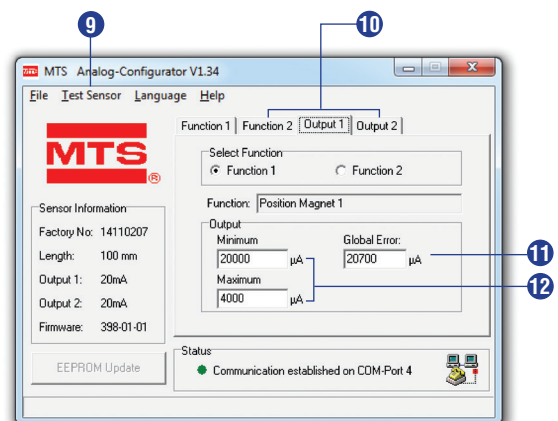 9
10
MTS Analog-Configurator V1.34
File Test Sensor Language Help
Function 1 Function 2 Output 1 Output 2
MTS
®
Select Function
Function 1 Function 2
Function: Position Magnet 1
Sensor Information
Factory No: 14110207
Length: 100 mm
Output 1: 20mA
Output 2: 20mA
Firmware: 398-01-01
Output
Minimum Global Error:
20000 µA 20700 µA
11
Maximum
4000 µA
12
EEPROM Update
Status
Communication established on COM-Port 4